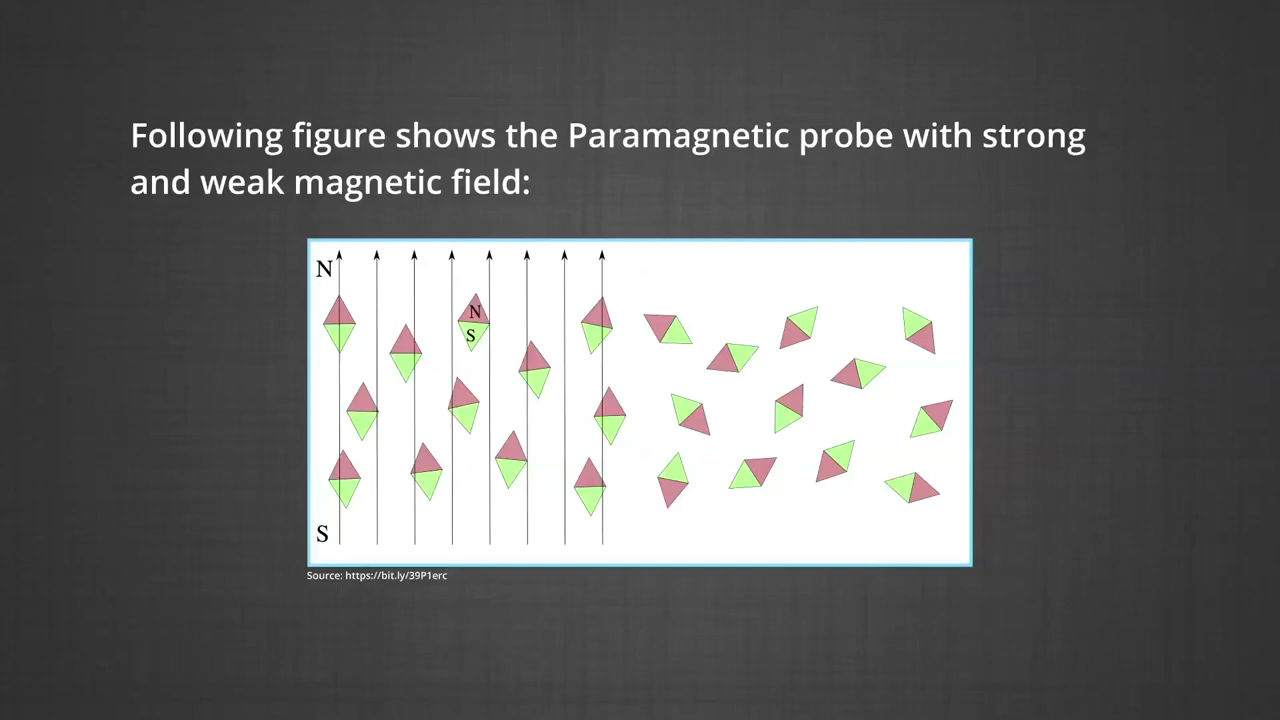 Following figure shows the Paramagnetic probe with strong
and weak magnetic field:
N
N
S
S
Source: https://bit.ly/39P1erc